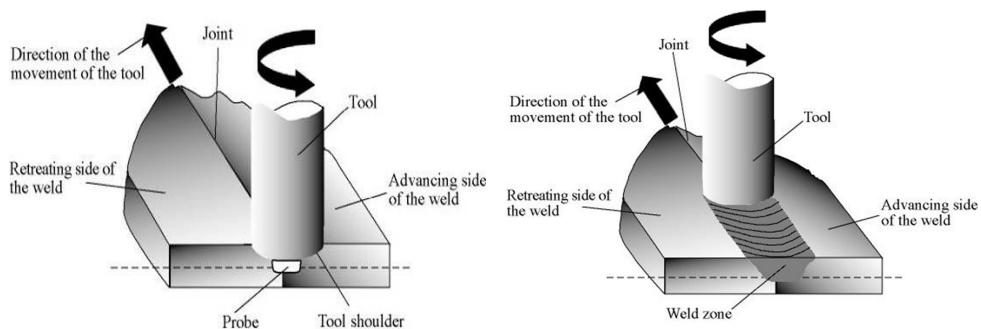 Joint
Direction of the
movement of the tool
Tool
Retreating side of
the weld
Advancing side
of the weld
Probe
Tool shoulder
Joint
Direction of the
movement of the tool
Tool
Retreating side of
the weld
Advancing side
of the weld
Weld zone